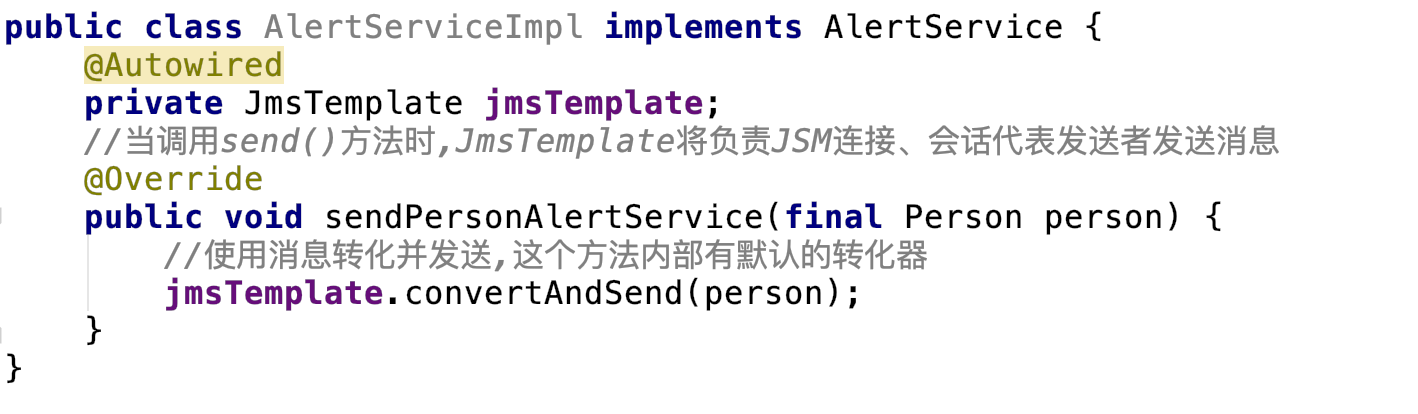 public class AlertServiceImpl implements AlertService {
@Autowired
private JmsTemplate jmsTemplate;
//当调用send()方法时,JmsTemplate将负责JSM连接、会话代表发送者发送消息
@Override
public void sendPersonAlertService(final Person person) {
//使用消息转化并发送,这个方法内部有默认的转化器
jmsTemplate.convertAndSend(person);
}
}